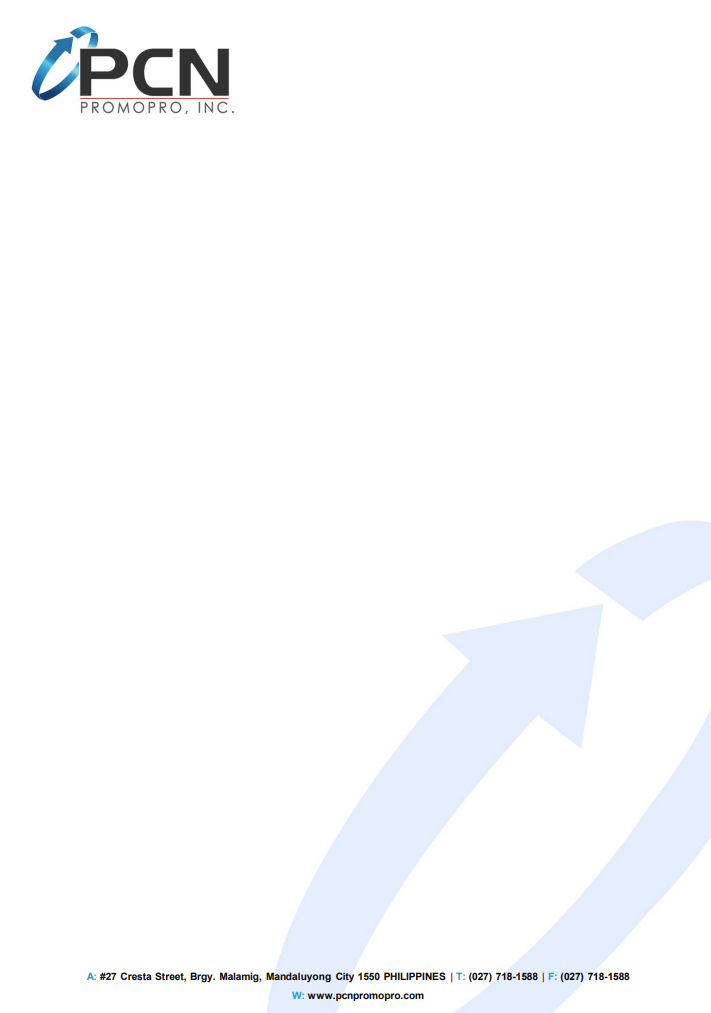 PCN
PROMOPRO, INC.
A: #27 Cresta Street, Brgy. Malamig, Mandaluyong City 1550 PHILIPPINES | T: (027) 718-1588 | F: (027) 718-1588
W: www.pcnpromopro.com